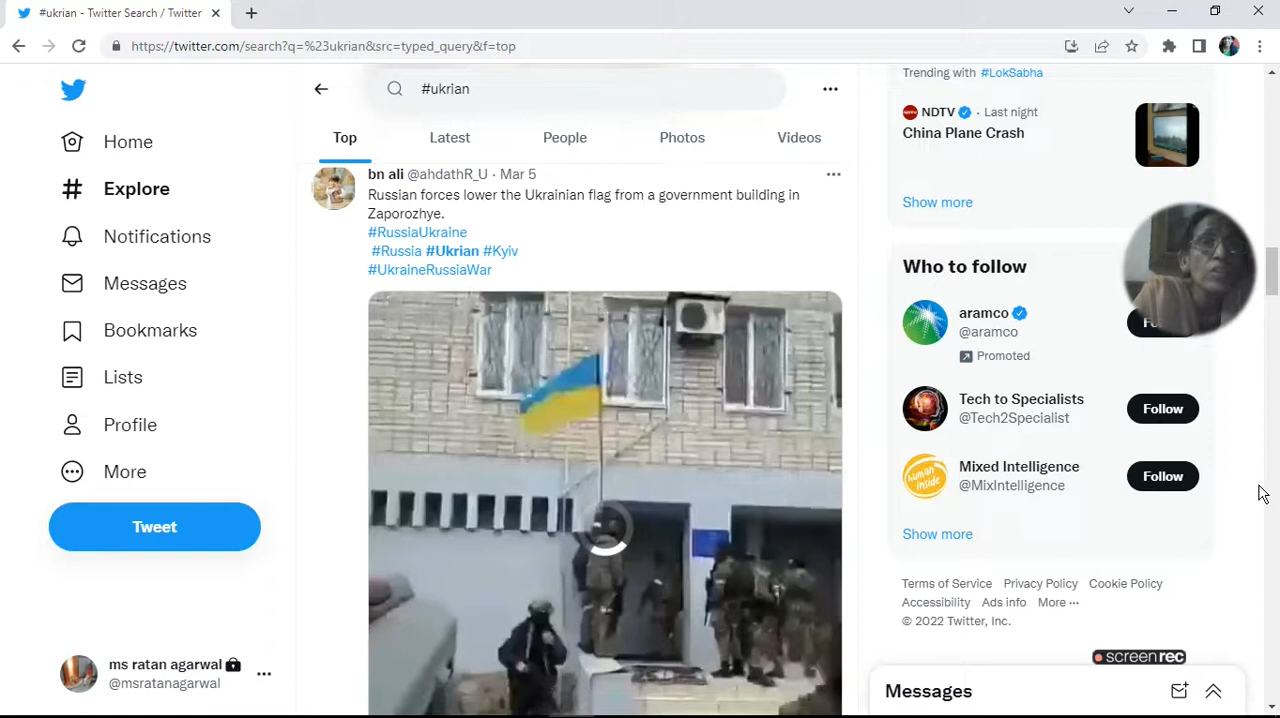 #ukrian - Twitter Search / Twitter
https://twitter.com/search?q=%23ukrian&src=typed_query&f=top
#ukrian
Top
Latest
People
Photos
Videos
Home
Explore
Notifications
Messages
Bookmarks
Lists
Profile
More
Tweet
ms ratan agarwal
@msratanagarwal
bn ali @ahdathR_U · Mar 5
Russian forces lower the Ukrainian flag from a government building in
Zaporozhye.
#RussiaUkraine
#Russia #Ukrian #Kyiv
#UkraineRussiaWar
Trending with #LokSabha
NDTV · Last night
China Plane Crash
Show more
Who to follow
aramco
@aramco
Promoted
Tech to Specialists
@Tech2Specialist
Follow
human
inside
Mixed Intelligence
@MixIntelligence
Follow
Show more
Terms of Service Privacy Policy Cookie Policy
Accessibility Ads info More ···
© 2022 Twitter, Inc.
screenrec
Messages